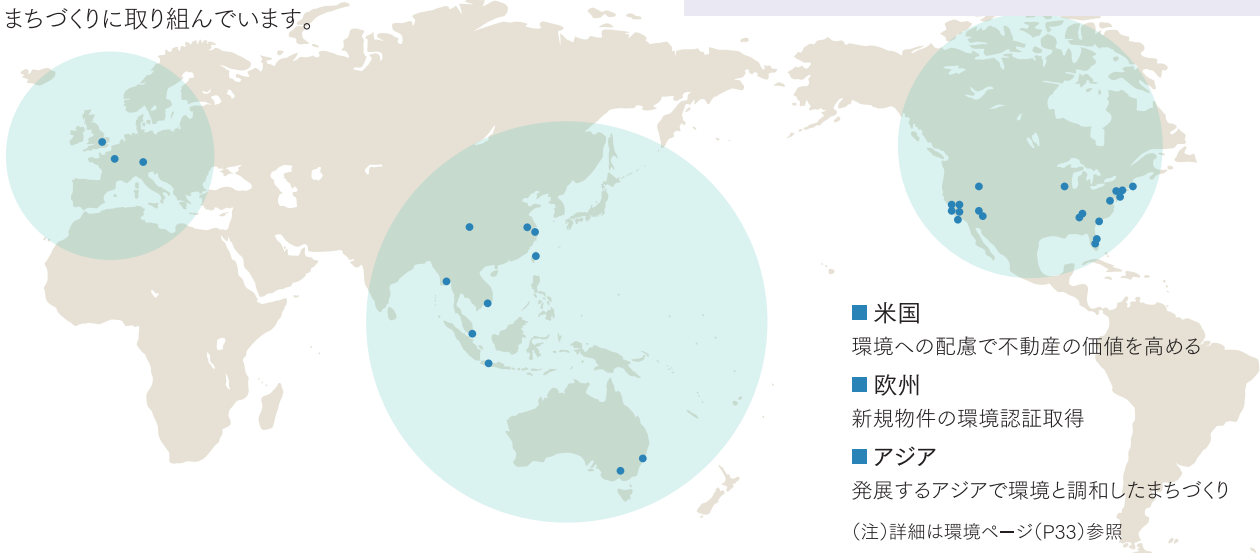 まちづくりに取り組んでいます。
■ 米国
環境への配慮で不動産の価値を高める
■ 欧州
新規物件の環境認証取得
■ アジア
発展するアジアで環境と調和したまちづくり
（注）詳細は環境ページ（P33）参照